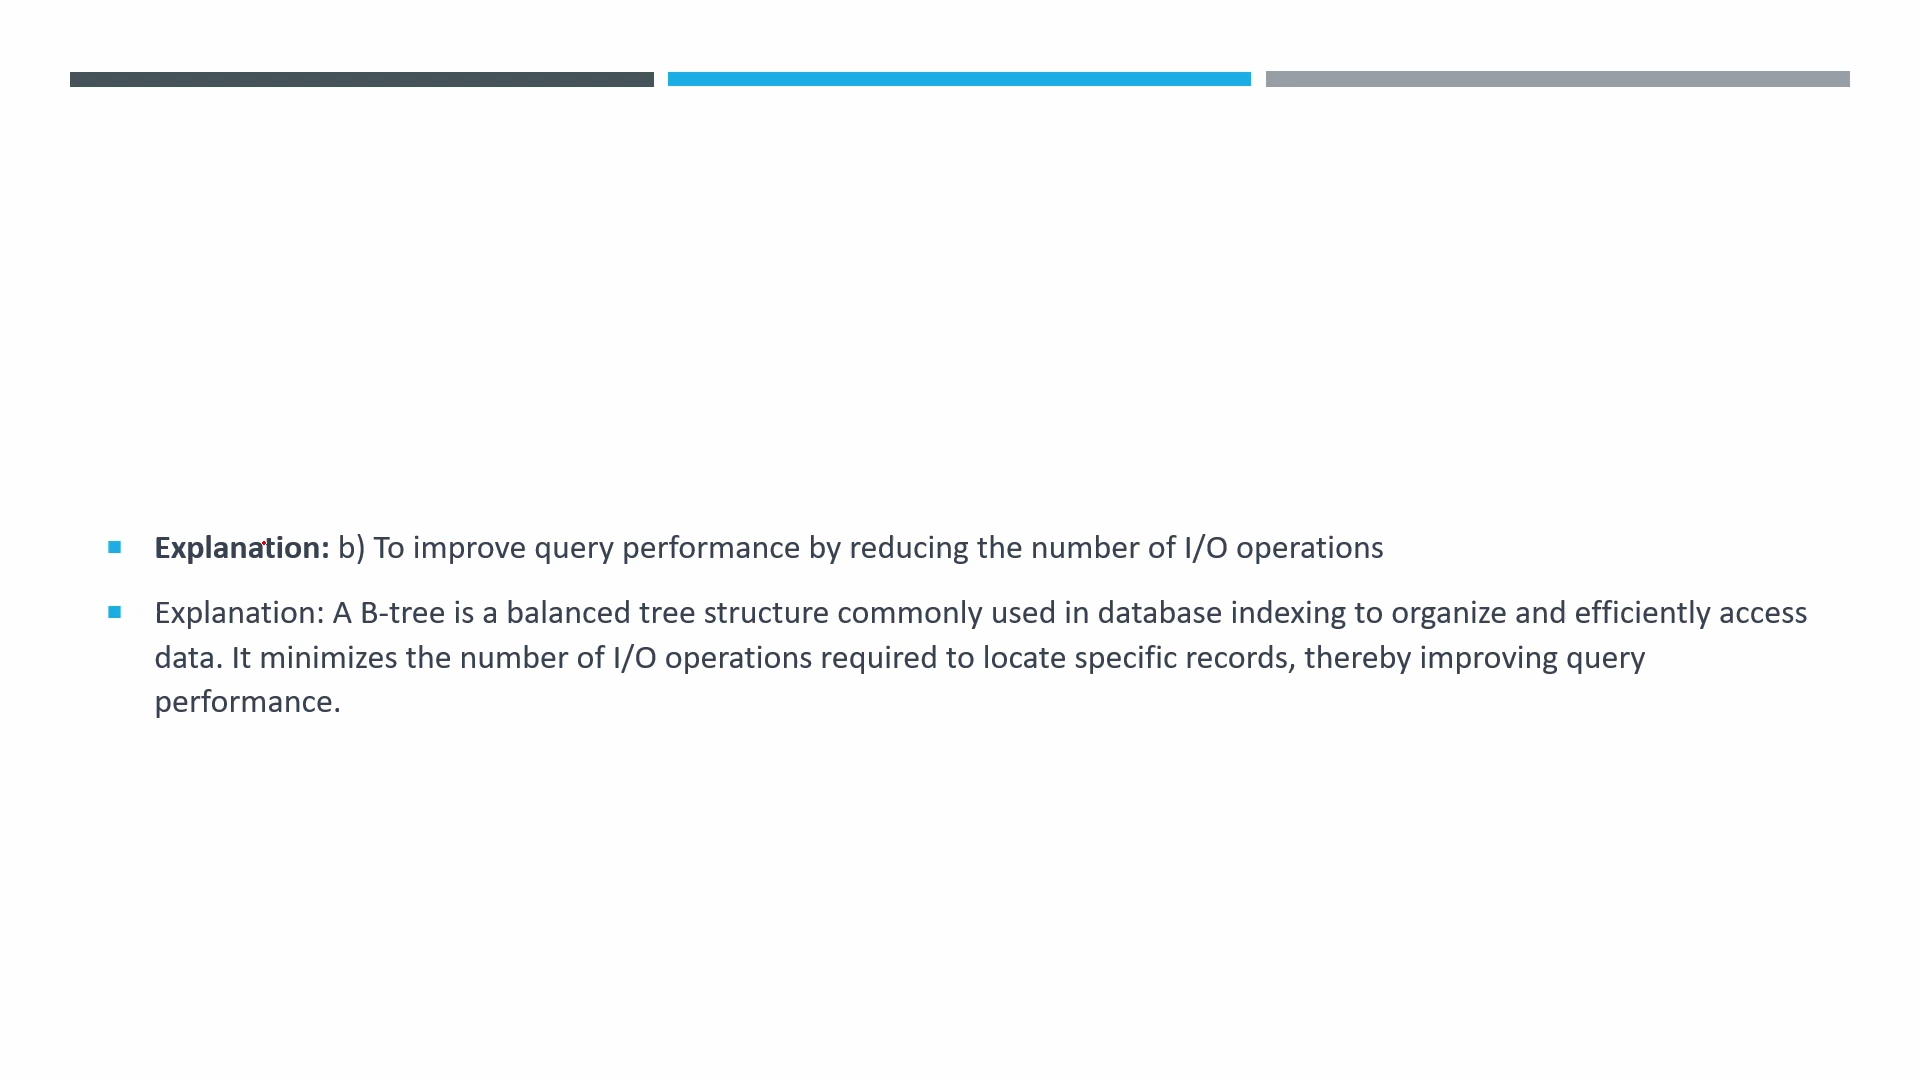 Explanation: b) To improve query performance by reducing the number of I/O operations
Explanation: A B-tree is a balanced tree structure commonly used in database indexing to organize and efficiently access
data. It minimizes the number of I/O operations required to locate specific records, thereby improving query
performance.